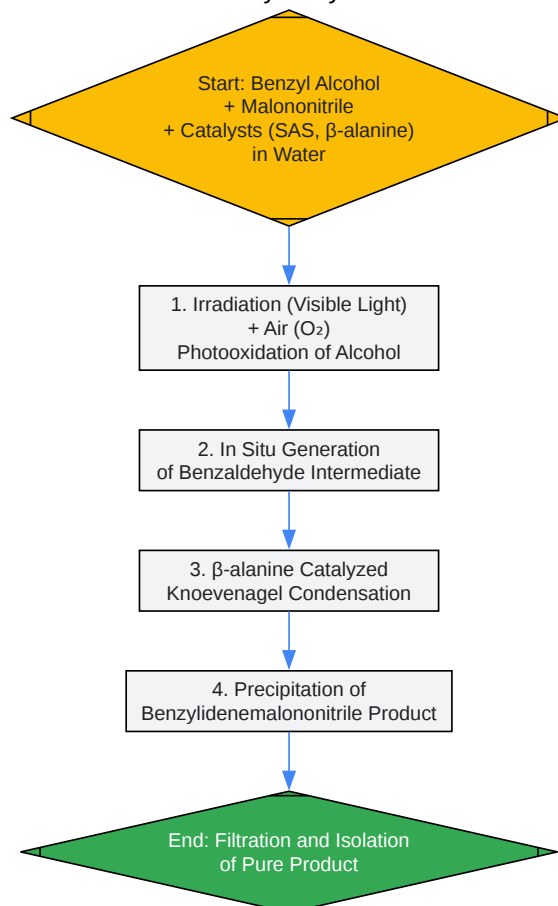 Start: Benzyl Alcohol
+ Malononitrile
+ Catalysts (SAS, β-alanine)
in Water
1. Irradiation (Visible Light)
+ Air (O₂)
Photooxidation of Alcohol
2. In Situ Generation
of Benzaldehyde Intermediate
3. β-alanine Catalyzed
Knoevenagel Condensation
4. Precipitation of
Benzylidenemalononitrile Product
End: Filtration and Isolation
of Pure Product